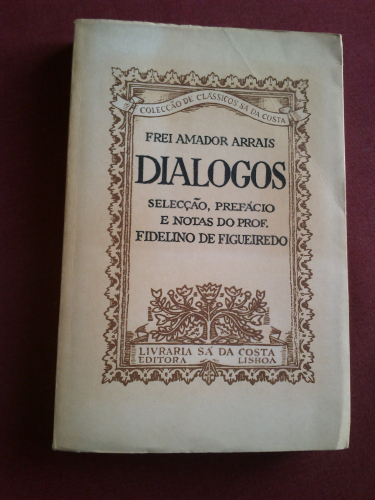 COLECÇÃO DE CLÁSSICOS SÁ DA COSTA
FREI AMADOR ARRAIS
DIALOGOS
SELECÇÃO, PREFÁCIO
E NOTAS DO PROF.
FIDELINO DE FIGUEIREDO
LIVRARIA SÁ DA COSTA
EDITORA LISBOA